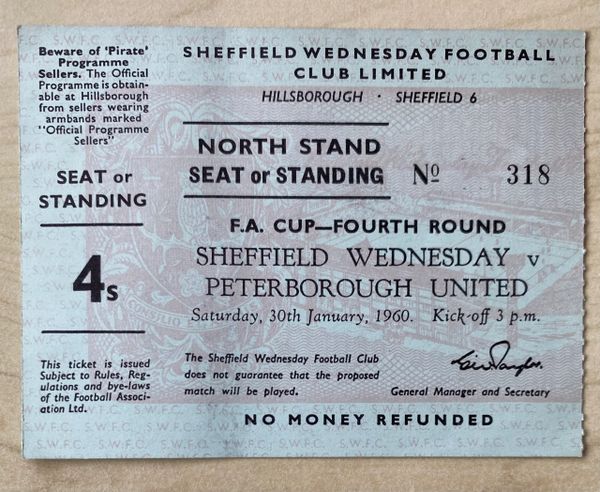 Beware of 'Pirate'
Programme
Sellers. The Official
Programme is obtain-
able at Hillsborough
from sellers wearing
armbands marked
"Official Programme
Sellers"
SEAT or
STANDING
4s
This ticket is issued
Subject to Rules, Reg-
ulations and bye-laws
of the Football Associ-
ation Ltd.
SHEFFIELD WEDNESDAY FOOTBALL
CLUB LIMITED
HILLSBOROUGH · SHEFFIELD 6
NORTH STAND
SEAT or STANDING Nº 318
F.A. CUP—FOURTH ROUND
SHEFFIELD WEDNESDAY v
PETERBOROUGH UNITED
Saturday, 30th January, 1960. Kick-off 3 p.m.
The Sheffield Wednesday Football Club
does not guarantee that the proposed
match will be played.
General Manager and Secretary
NO MONEY REFUNDED